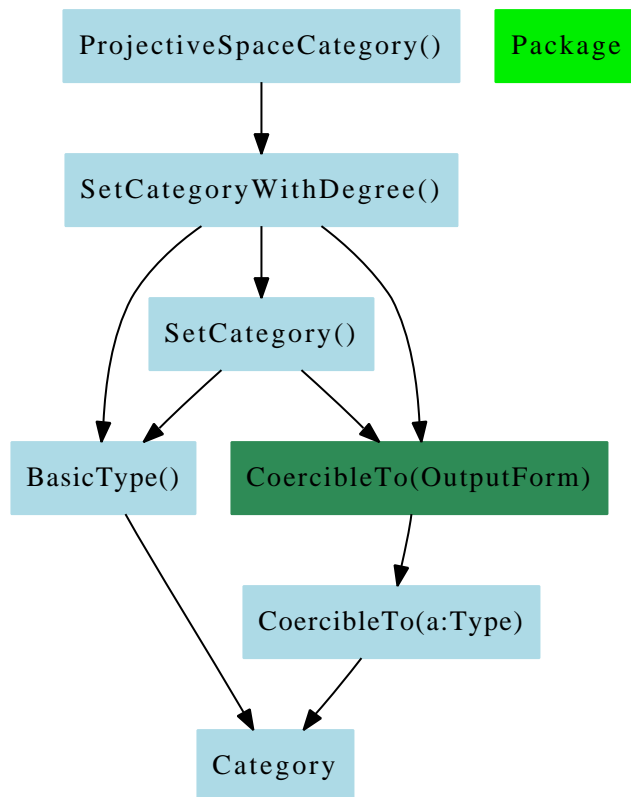 ProjectiveSpaceCategory()
Package
SetCategoryWithDegree()
SetCategory()
BasicType()
CoercibleTo(OutputForm)
CoercibleTo(a:Type)
Category